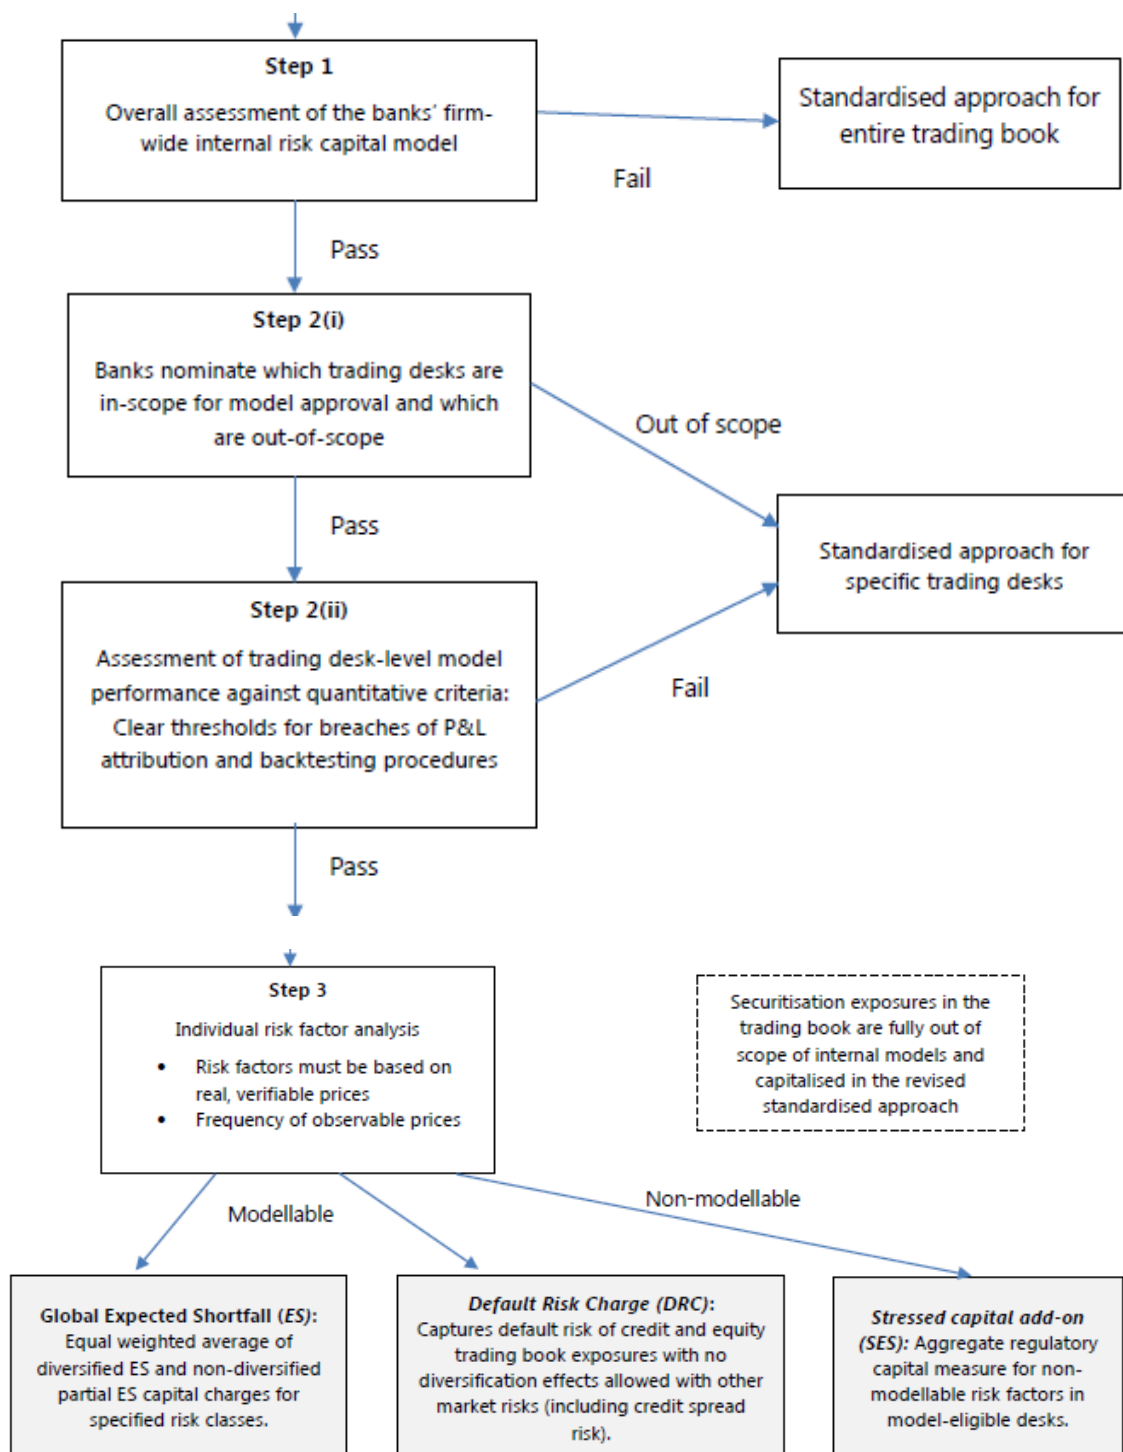 Step 1
Overall assessment of the banks’ firm-
wide internal risk capital model
Standardised approach for
entire trading book
Fail
Pass
Step 2(i)
Banks nominate which trading desks are
in-scope for model approval and which
are out-of-scope
Out of scope
Pass
Standardised approach for
specific trading desks
Step 2(ii)
Assessment of trading desk-level model
performance against quantitative criteria:
Clear thresholds for breaches of P&L
attribution and backtesting procedures
Fail
Pass
Step 3
Individual risk factor analysis
• Risk factors must be based on
real, verifiable prices
• Frequency of observable prices
Securitisation exposures in the
trading book are fully out of
scope of internal models and
capitalised in the revised
standardised approach
Modellable
Non-modellable
Global Expected Shortfall (ES):
Equal weighted average of
diversified ES and non-diversified
partial ES capital charges for
specified risk classes.
Default Risk Charge (DRC):
Captures default risk of credit and equity
trading book exposures with no
diversification effects allowed with other
market risks (including credit spread
risk).
Stressed capital add-on
(SES): Aggregate regulatory
capital measure for non-
modellable risk factors in
model-eligible desks.